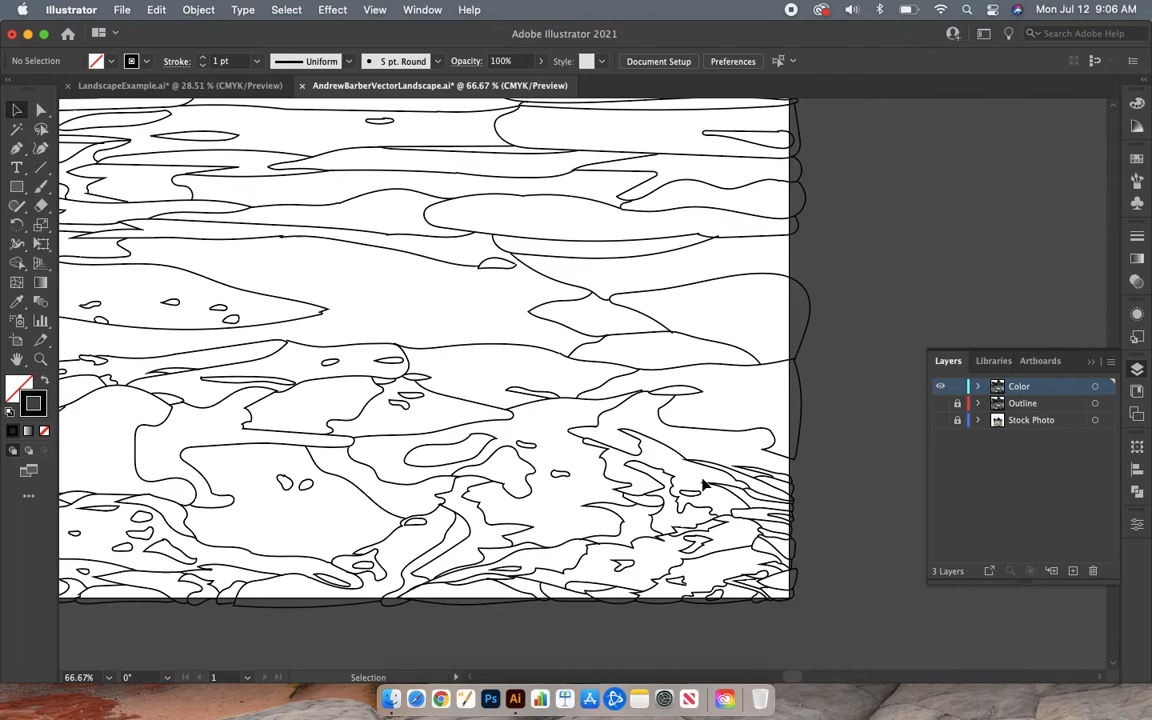 Illustrator File Edit Object Type Select Effect View Window Help Mon Jul 12 9:06 AM
Adobe Illustrator 2021 Search Adobe Help
No Selection Stroke: 1 pt Uniform 5 pt. Round Opacity: 100% Style: Document Setup Preferences
× LandscapeExample.ai* @ 28.51 % (CMYK/Preview) × AndrewBarberVectorLandscape.ai* @ 66.67 % (CMYK/Preview)
Layers Libraries Artboards
Color
Outline
Stock Photo
3 Layers
66.67% 0° 1 Selection